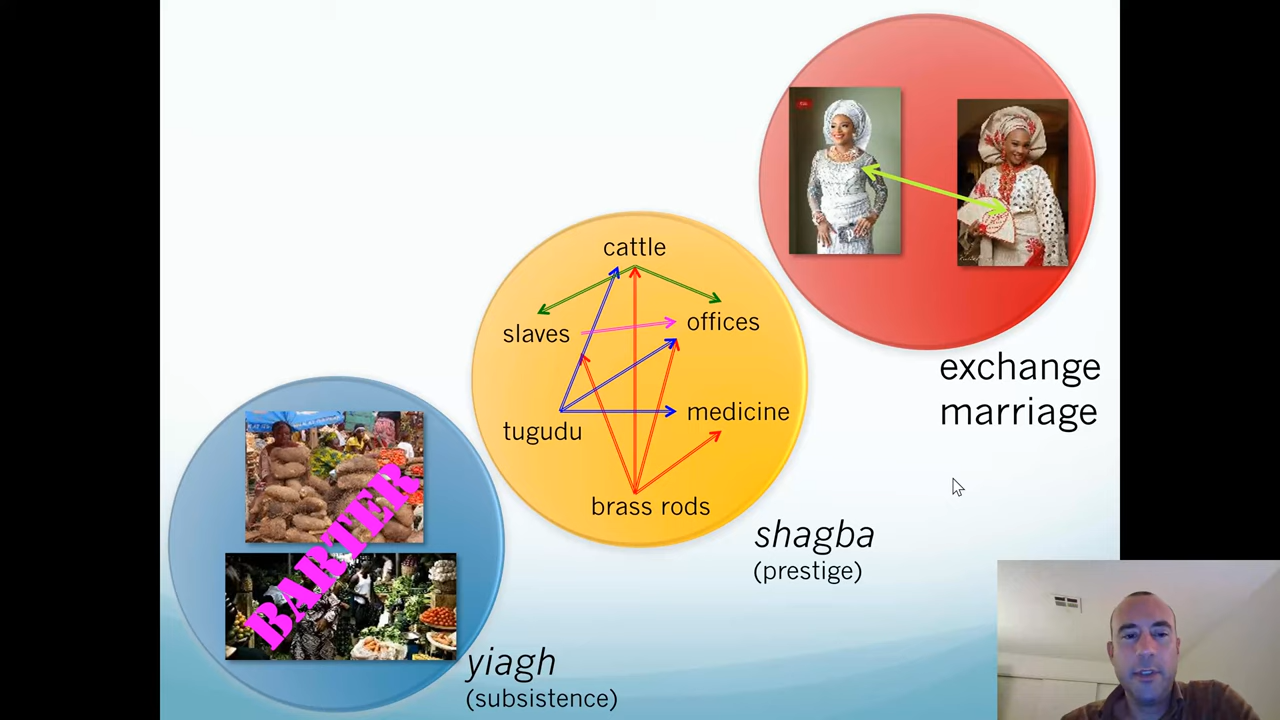 cattle
slaves
offices
tugudu
medicine
brass rods
exchange
marriage
shagba
(prestige)
BARTER
yiagh
(subsistence)